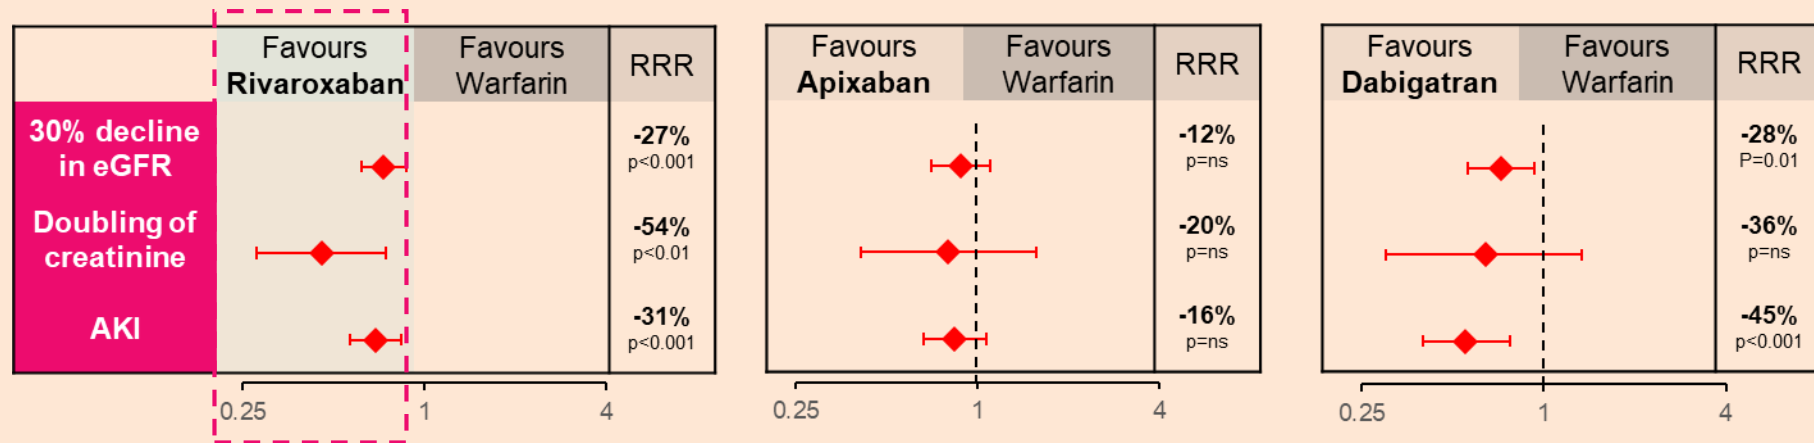 Favours
Rivaroxaban
Favours
Warfarin
RRR
Favours
Apixaban
Favours
Warfarin
RRR
Favours
Dabigatran
Favours
Warfarin
RRR
30% decline
in eGFR
-27%
p<0.001
-12%
p=ns
-28%
P=0.01
Doubling of
creatinine
-54%
p<0.01
-20%
p=ns
-36%
p=ns
AKI
-31%
p<0.001
-16%
p=ns
-45%
p<0.001
0.25 1 4
0.25 1 4
0.25 1 4